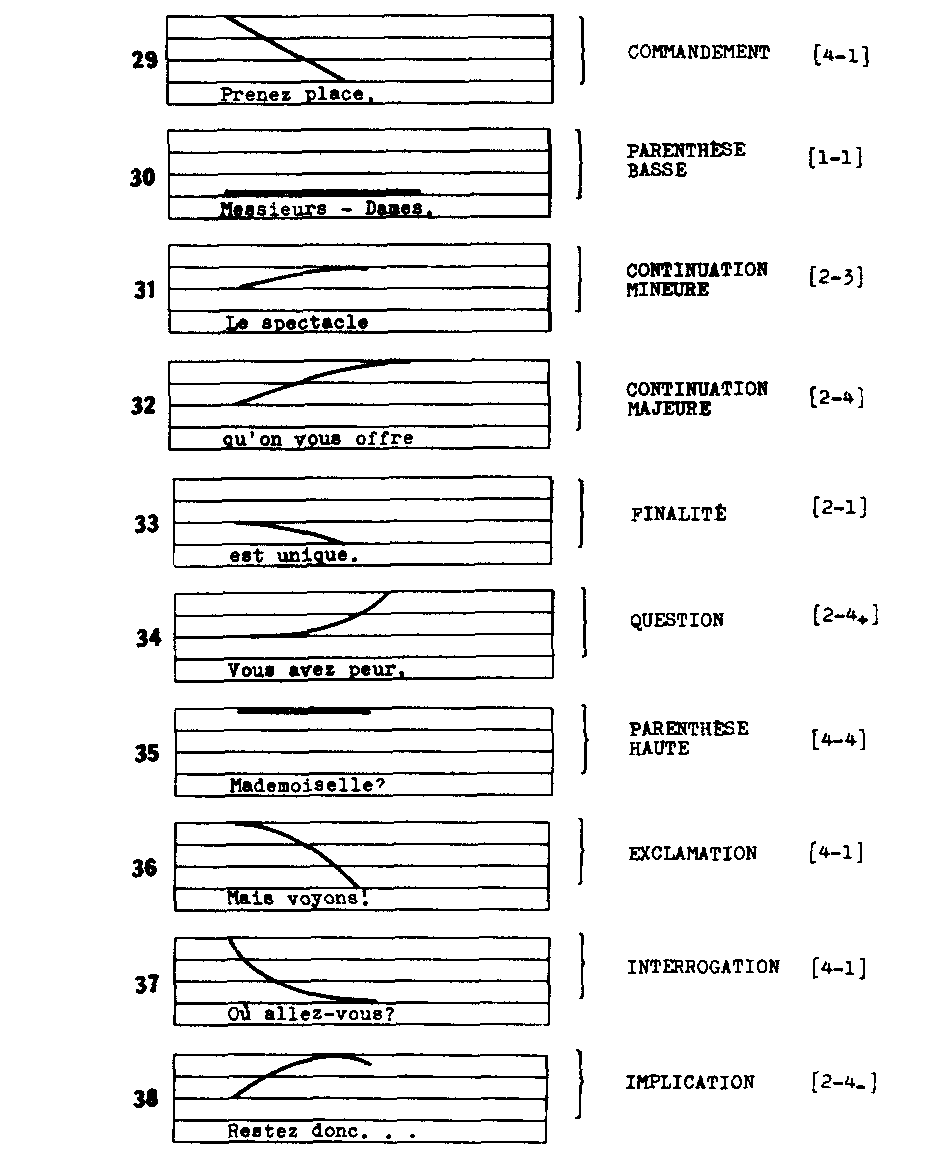 29 Prenez place, COMMANDEMENT [4-1]
30 Messieurs - Dames, PARENTHÈSE BASSE [1-1]
31 Le spectacle CONTINUATION MINEURE [2-3]
32 qu'on vous offre CONTINUATION MAJEURE [2-4]
33 est unique. FINALITÉ [2-1]
34 Vous avez peur, QUESTION [2-4+]
35 Mademoiselle? PARENTHÈSE HAUTE [4-4]
36 Mais voyons! EXCLAMATION [4-1]
37 Où allez-vous? INTERROGATION [4-1]
38 Restez donc. . . IMPLICATION [2-4-]